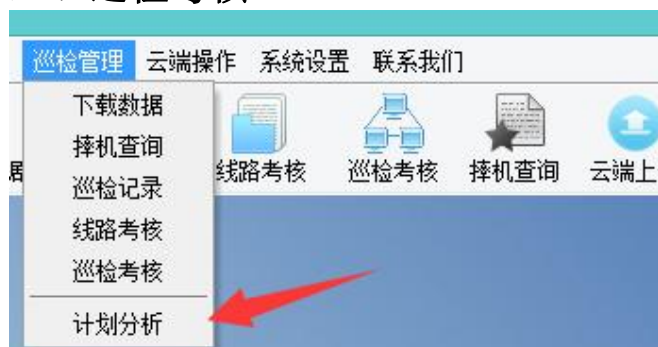 巡检管理 云端操作 系统设置 联系我们
下载数据
摔机查询
巡检记录
线路考核
巡检考核
计划分析
线路考核 巡检考核 摔机查询 云端上